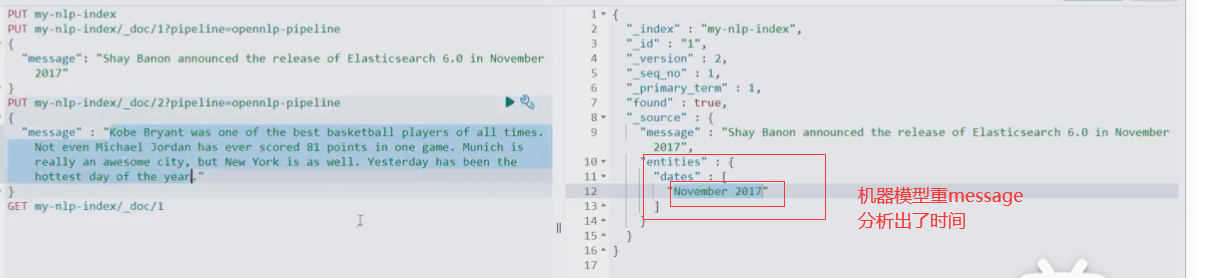 PUT my-nlp-index
PUT my-nlp-index/_doc/1?pipeline=opennlp-pipeline
{
"message": "Shay Banon announced the release of Elasticsearch 6.0 in November
2017"
}
PUT my-nlp-index/_doc/2?pipeline=opennlp-pipeline
{
"message" : "Kobe Bryant was one of the best basketball players of all times.
Not even Michael Jordan has ever scored 81 points in one game. Munich is
really an awesome city, but New York is as well. Yesterday has been the
hottest day of the year."
}
GET my-nlp-index/_doc/1
1 {
2 "_index" : "my-nlp-index",
3 "_id" : "1",
4 "_version" : 2,
5 "_seq_no" : 1,
6 "_primary_term" : 1,
7 "found" : true,
8 "_source" : {
9 "message" : "Shay Banon announced the release of Elasticsearch 6.0 in November
2017",
10 "entities" : {
11 "dates" : [
12 "November 2017"
13 ]
14 }
15 }
16 }
17
机器模型重message
分析出了时间